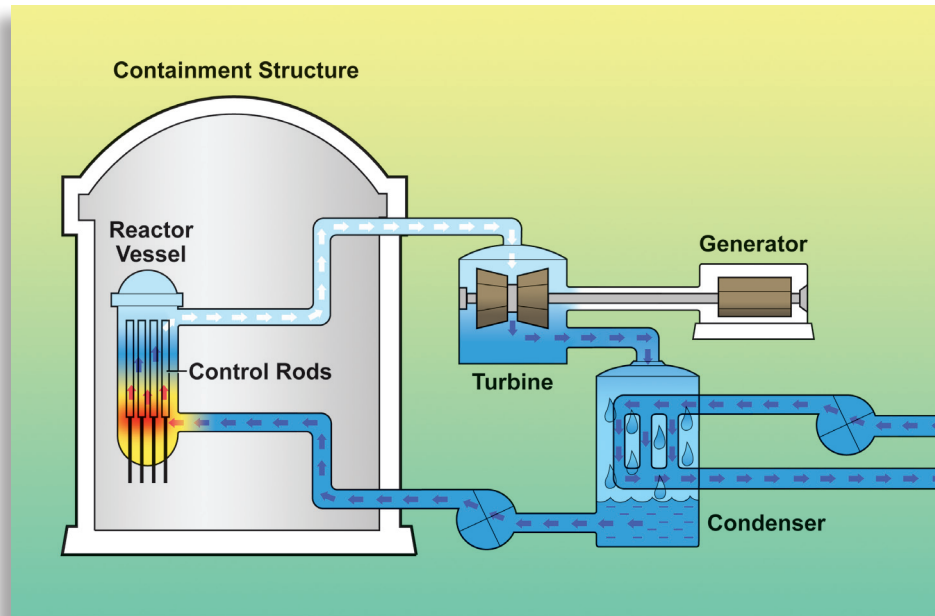 Containment Structure
Reactor
Vessel
Generator
Control Rods
Turbine
Condenser